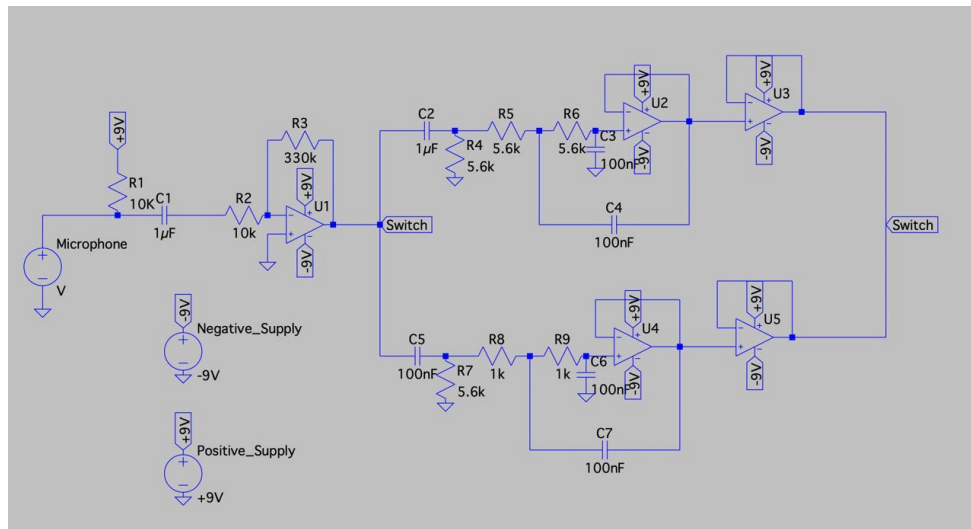 +9V
R1
10K
C1
1µF
Microphone
V
R2
10k
R3
330k
+9V
U1
-9V
Switch
C2
1µF
R4
5.6k
R5
5.6k
R6
5.6k
C3
100nF
+9V
U2
-9V
C4
100nF
+9V
U3
-9V
Switch
C5
100nF
R7
5.6k
R8
1k
R9
1k
C6
100nF
+9V
U4
-9V
C7
100nF
+9V
U5
-9V
-9V
Negative_Supply
-9V
+9V
Positive_Supply
+9V